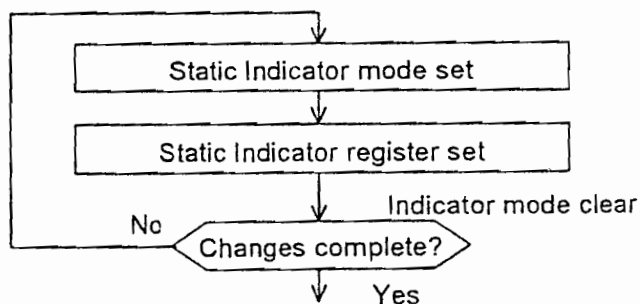 Static Indicator mode set
Static Indicator register set
Indicator mode clear
No
Changes complete?
Yes